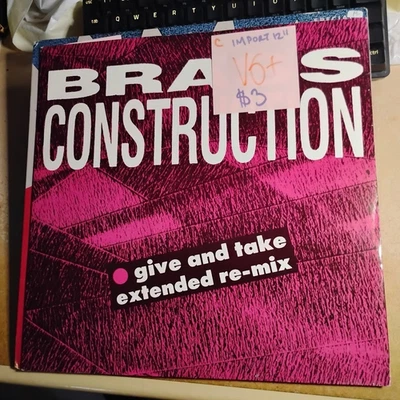 Q W E R T Y U I O P
C IMPORT 12"
VG+
$3
BRA S
CONSTRUCTION
give and take
extended re-mix